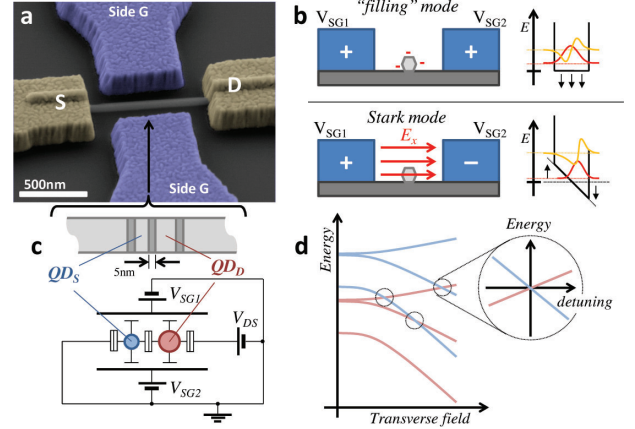 a
Side G
S
D
Side G
500nm
b
"filling" mode
V_SG1
V_SG2
+
+
E
Stark mode
V_SG1
V_SG2
E_x
+
−
E
c
QD_S
QD_D
5nm
V_SG1
V_DS
V_SG2
d
Energy
Energy
detuning
Transverse field